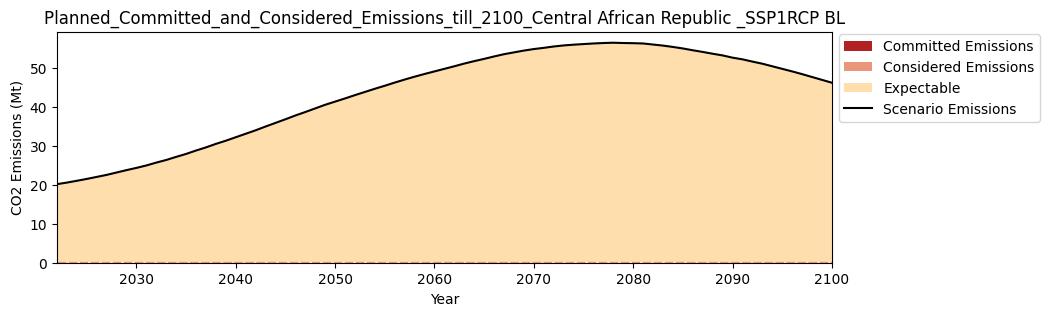 Planned_Committed_and_Considered_Emissions_till_2100_Central African Republic _SSP1RCP BL
Committed Emissions
Considered Emissions
Expectable
Scenario Emissions
CO2 Emissions (Mt)
50
40
30
20
10
0
2030 2040 2050 2060 2070 2080 2090 2100
Year